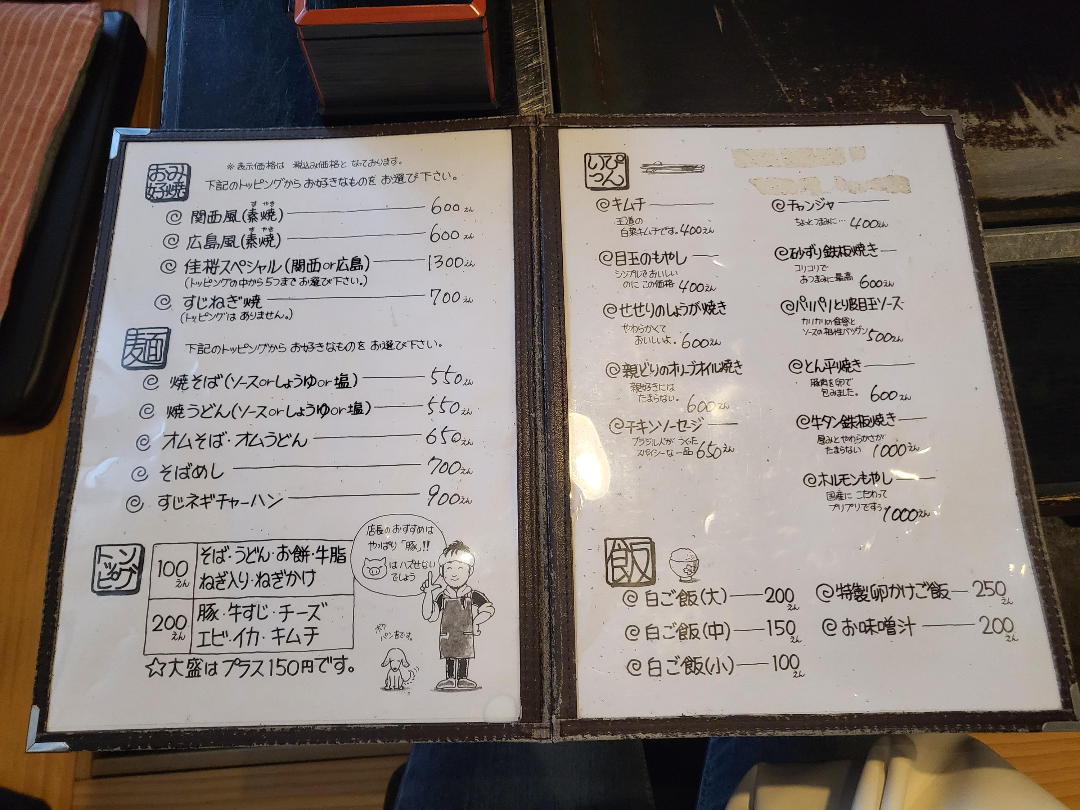 おみ
好焼
※表示価格は 税込み価格と なっております。
下記のトッピングから お好きなものを お選び下さい。
関西風(素焼) 600えん
すやき
広島風(素焼) 600えん
すやき
佳桜スペシャル(関西or広島) 1300えん
(トッピングの中から5つまで お選び下さい。)
すじねぎ焼 700えん
(トッピングは ありません。)
麺
下記のトッピングから お好きなものを お選び下さい。
焼そば(ソースorしょうゆor塩) 550えん
焼うどん(ソースorしょうゆor塩) 550えん
オムそば・オムうどん 650えん
そばめし 700えん
すじネギチャーハン 900えん
トッピング
100えん そば・うどん・お餅・牛脂
ねぎ入り・ねぎかけ
200えん 豚・牛すじ・チーズ
エビ・イカ・キムチ
☆大盛はプラス150円です。
店長のおすすめは
やっぱり「豚」!!
はハズせない
でしょう
いっぴん
キムチ
王道の
白菜キムチです。400えん
目玉のもやし
シンプルでおいしい
のに この価格 400えん
せせりのしょうが焼き
やわらかくて
おいしいよ。600えん
親どりのオリーブオイル焼き
親好きには
たまらない。600えん
チキンソーセージ
ブラジル人が つくった
スパイシーな一品 650えん
チャンジャ
ちょっとつまみに… 400えん
砂ずり鉄板焼き
コリコリで
おつまみに最高 600えん
パリパリとり皮目玉ソース
カリカリの食感と
ソースの相性バツグン 500えん
とん平焼き
豚肉を卵で
包みました。600えん
牛タン鉄板焼き
厚みとやわらかさが
たまらない 1000えん
ホルモンもやし
国産に こだわって
プリプリですぅ 1000えん
飯
白ご飯(大) 200えん
白ご飯(中) 150えん
白ご飯(小) 100えん
特製卵かけご飯 250えん
お味噌汁 200えん